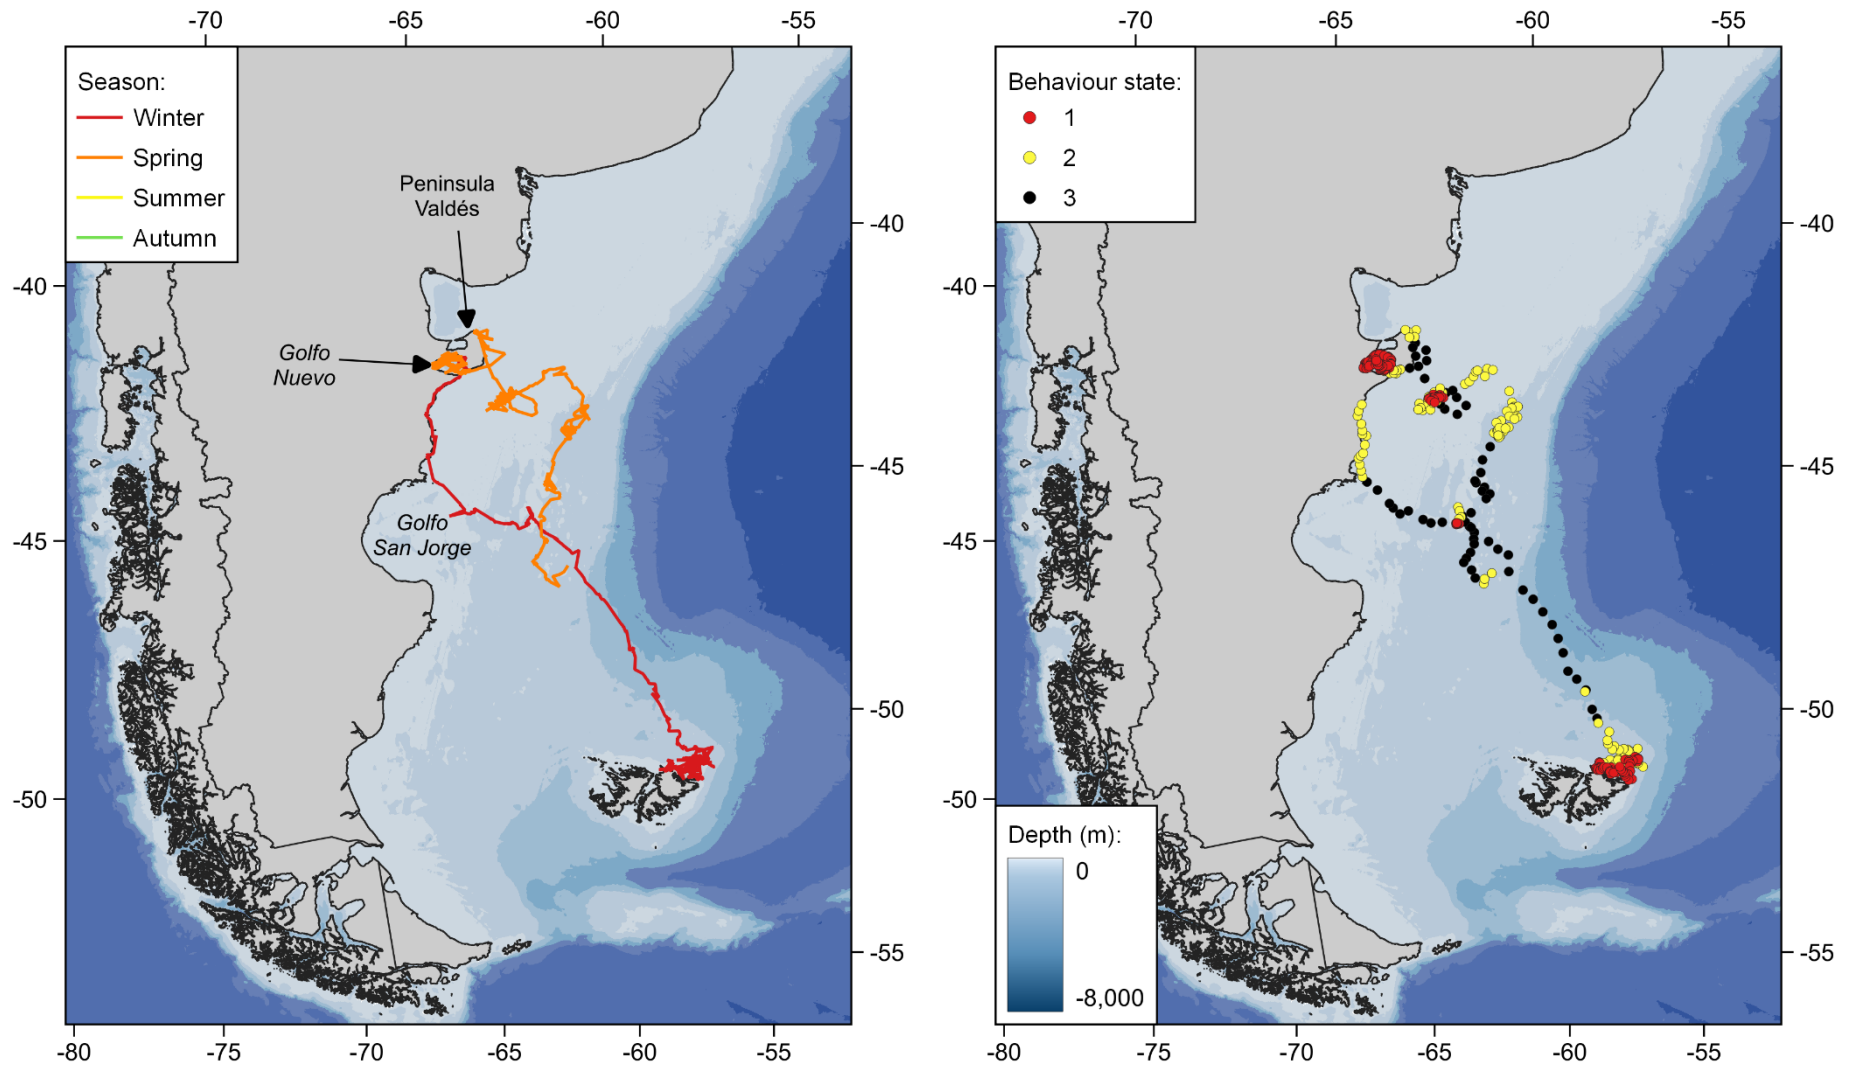 -70 -65 -60 -55
Season:
Winter
Spring
Summer
Autumn
Peninsula
Valdés
Golfo
Nuevo
Golfo
San Jorge
-40
-45
-50
-40
-45
-50
-55
-80 -75 -70 -65 -60 -55
-70 -65 -60 -55
Behaviour state:
1
2
3
-40
-45
-50
-40
-45
-50
-55
Depth (m):
0
-8,000
-80 -75 -70 -65 -60 -55